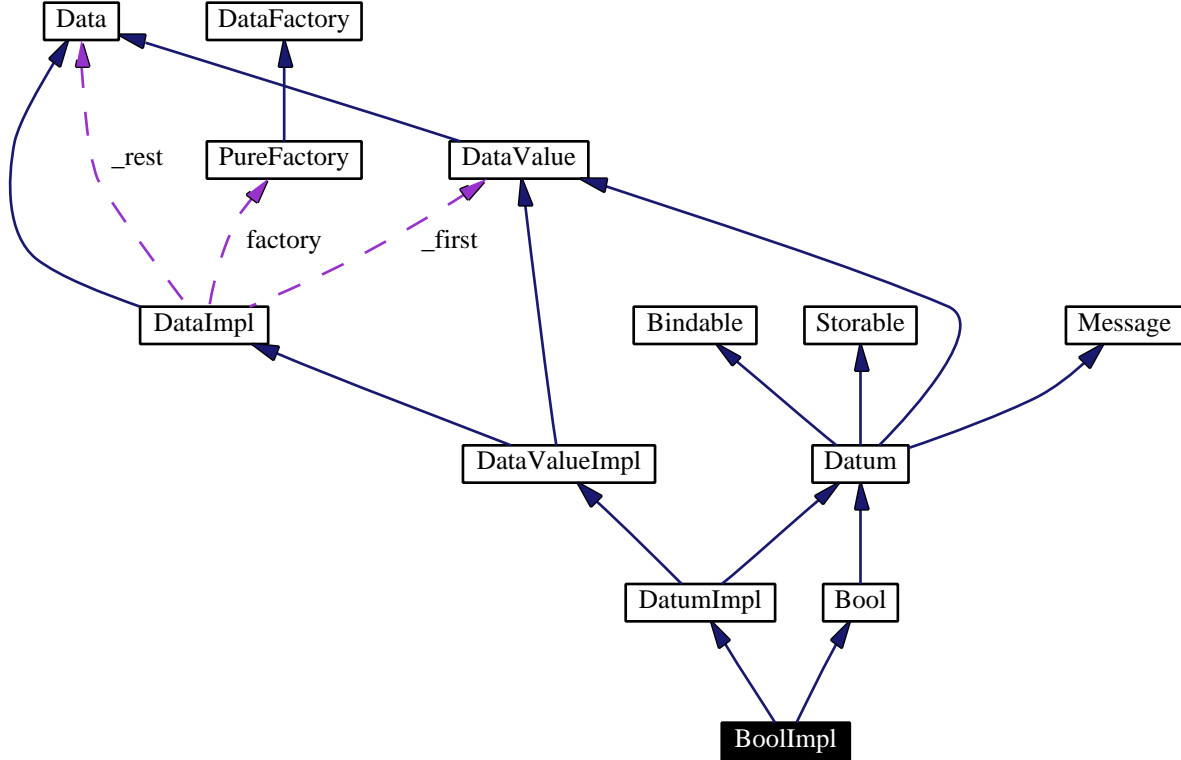 Data
DataFactory
_rest
PureFactory
DataValue
factory
_first
DataImpl
Bindable
Storable
Message
DataValueImpl
Datum
DatumImpl
Bool
BoolImpl